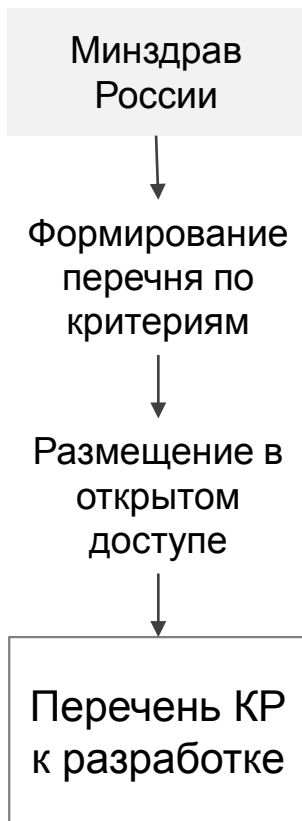 Минздрав
России
Формирование
перечня по
критериям
Размещение в
открытом
доступе
Перечень КР
к разработке